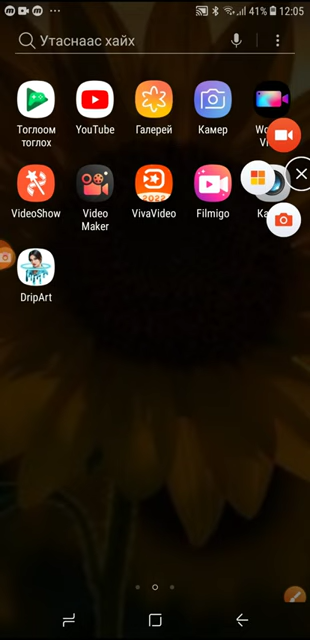 41% 12:05
Утаснаас хайх
Тоглоом тоглох
YouTube
Галерей
Камер
VideoShow
Video Maker
VivaVideo
2022
Filmigo
DripArt